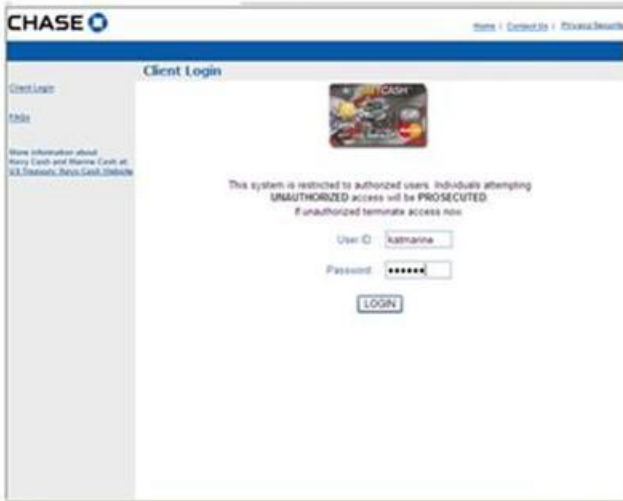 CHASE
Home | Contact Us | Privacy Security
Client Login
Client Login
FAQs
More information about
Navy Cash and Marine Cash at:
US Treasury Navy Cash Website
CASH
This system is restricted to authorized users. Individuals attempting
UNAUTHORIZED access will be PROSECUTED.
If unauthorized terminate access now.
User ID: katmarina
Password: ••••••
LOGIN